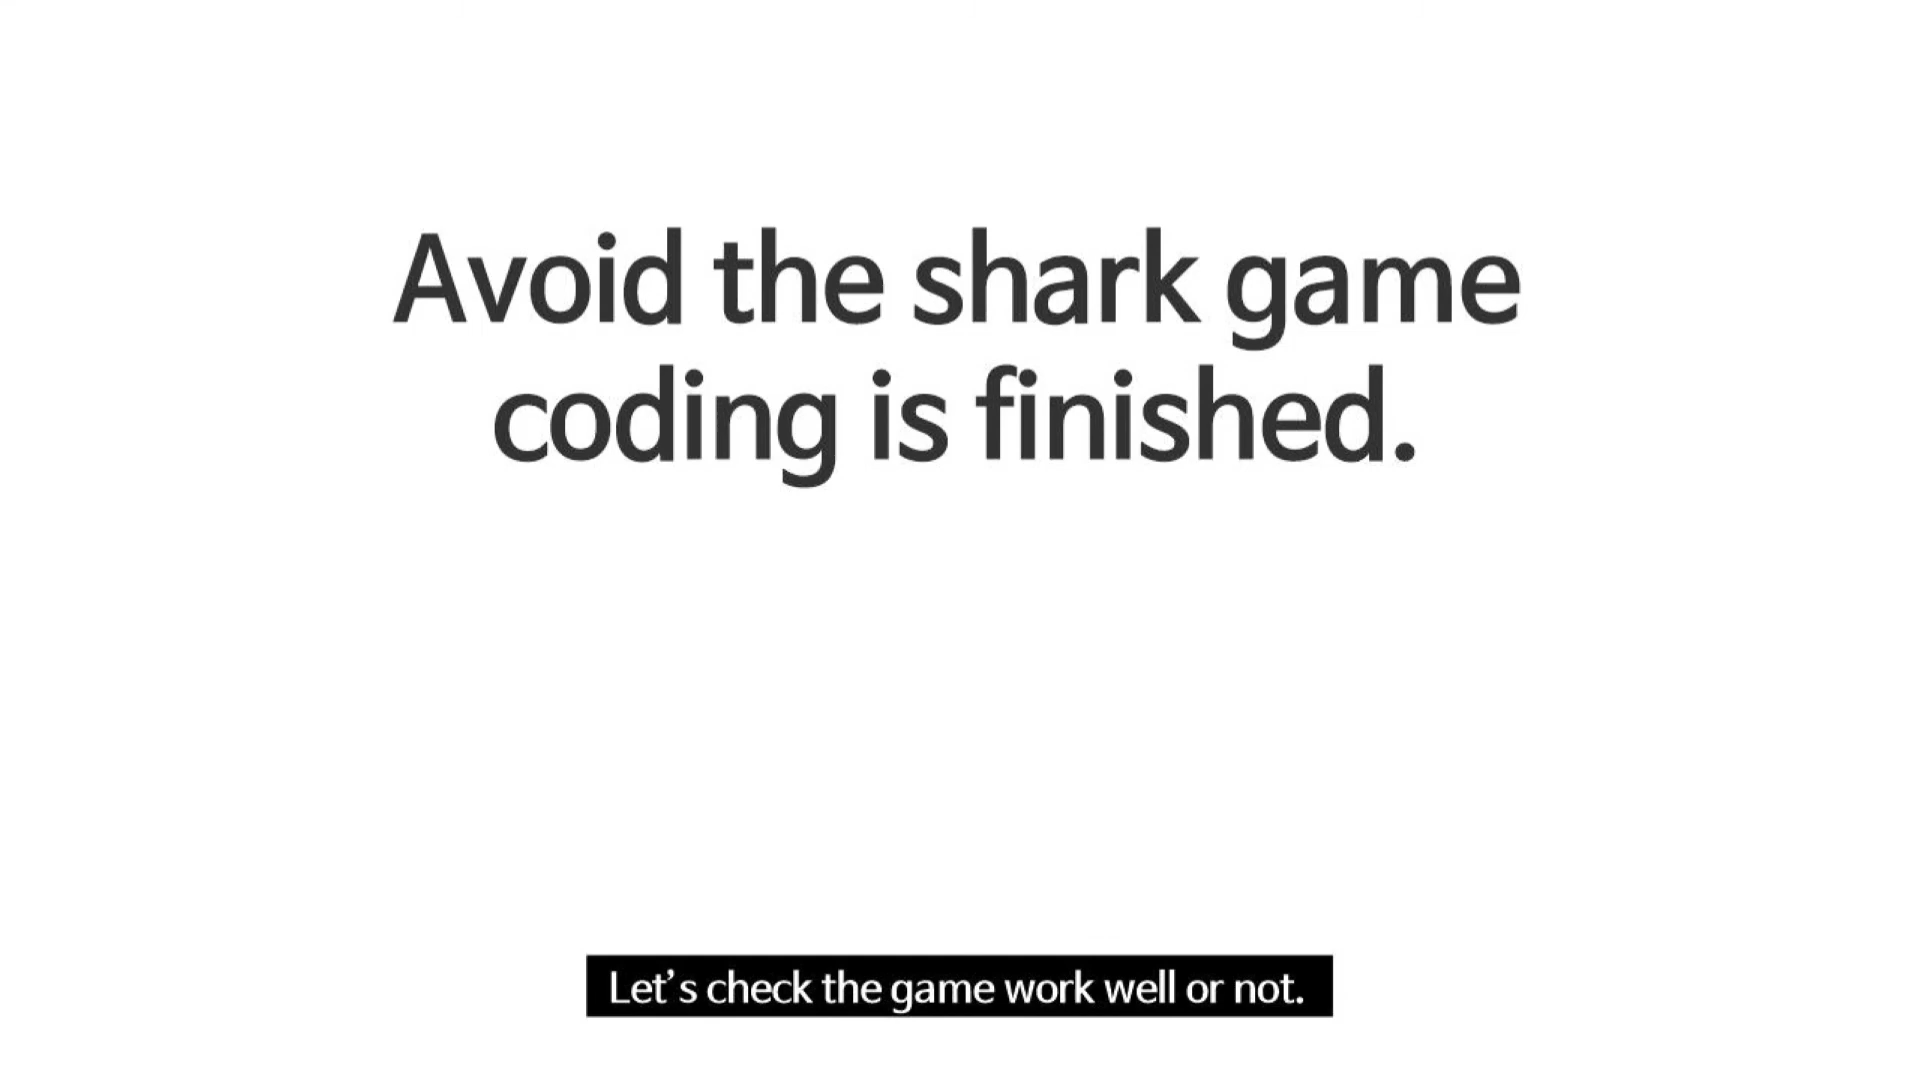 Avoid the shark game
coding is finished.
Let’s check the game work well or not.